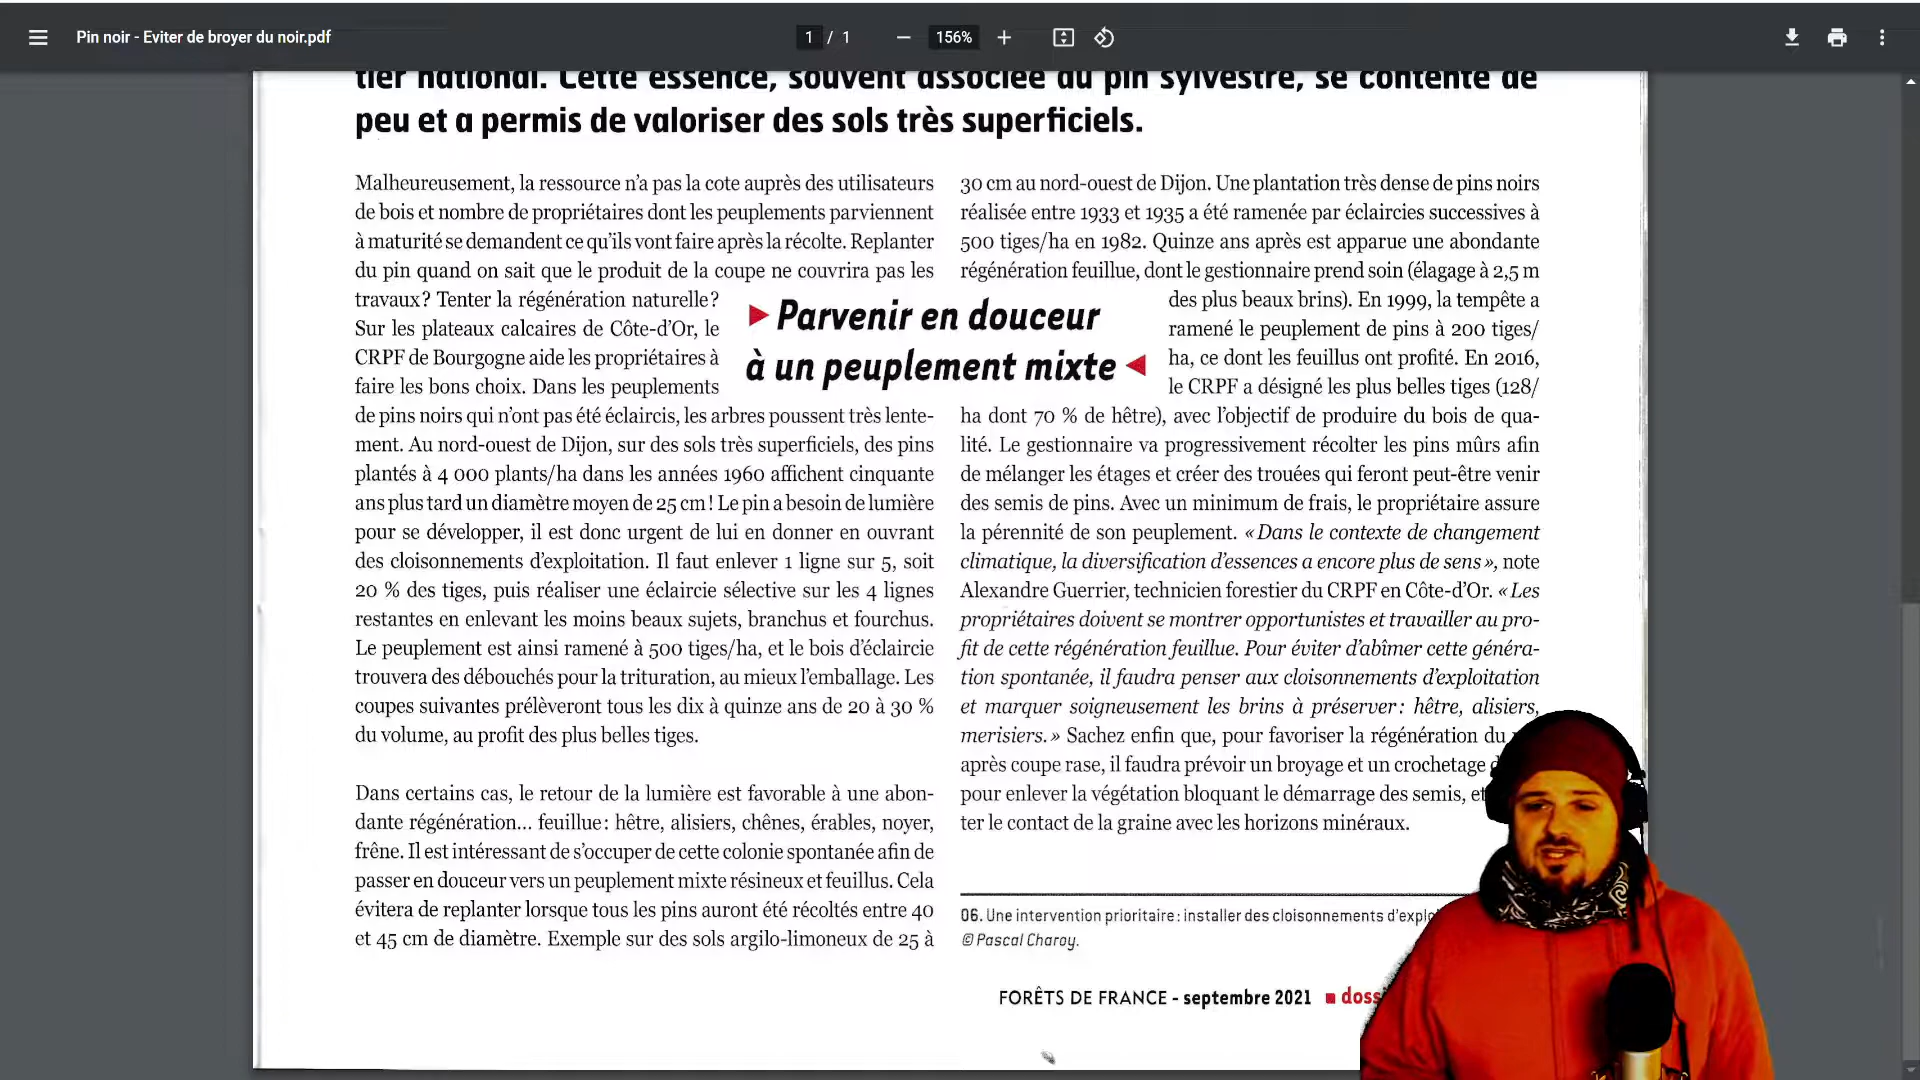 Pin noir - Eviter de broyer du noir.pdf
1 / 1
156%
tier national. Cette essence, souvent associée au pin sylvestre, se contente de
peu et a permis de valoriser des sols très superficiels.
Malheureusement, la ressource n'a pas la cote auprès des utilisateurs
de bois et nombre de propriétaires dont les peuplements parviennent
à maturité se demandent ce qu'ils vont faire après la récolte. Replanter
du pin quand on sait que le produit de la coupe ne couvrira pas les
travaux? Tenter la régénération naturelle?
Sur les plateaux calcaires de Côte-d'Or, le
CRPF de Bourgogne aide les propriétaires à
faire les bons choix. Dans les peuplements
de pins noirs qui n'ont pas été éclaircis, les arbres poussent très lente-
ment. Au nord-ouest de Dijon, sur des sols très superficiels, des pins
plantés à 4 000 plants/ha dans les années 1960 affichent cinquante
ans plus tard un diamètre moyen de 25 cm! Le pin a besoin de lumière
pour se développer, il est donc urgent de lui en donner en ouvrant
des cloisonnements d'exploitation. Il faut enlever 1 ligne sur 5, soit
20 % des tiges, puis réaliser une éclaircie sélective sur les 4 lignes
restantes en enlevant les moins beaux sujets, branchus et fourchus.
Le peuplement est ainsi ramené à 500 tiges/ha, et le bois d'éclaircie
trouvera des débouchés pour la trituration, au mieux l'emballage. Les
coupes suivantes prélèveront tous les dix à quinze ans de 20 à 30 %
du volume, au profit des plus belles tiges.
Dans certains cas, le retour de la lumière est favorable à une abon-
dante régénération... feuillue: hêtre, alisiers, chênes, érables, noyer,
frêne. Il est intéressant de s'occuper de cette colonie spontanée afin de
passer en douceur vers un peuplement mixte résineux et feuillus. Cela
évitera de replanter lorsque tous les pins auront été récoltés entre 40
et 45 cm de diamètre. Exemple sur des sols argilo-limoneux de 25 à
▶ Parvenir en douceur
à un peuplement mixte ◀
30 cm au nord-ouest de Dijon. Une plantation très dense de pins noirs
réalisée entre 1933 et 1935 a été ramenée par éclaircies successives à
500 tiges/ha en 1982. Quinze ans après est apparue une abondante
régénération feuillue, dont le gestionnaire prend soin (élagage à 2,5 m
des plus beaux brins). En 1999, la tempête a
ramené le peuplement de pins à 200 tiges/
ha, ce dont les feuillus ont profité. En 2016,
le CRPF a désigné les plus belles tiges (128/
ha dont 70 % de hêtre), avec l'objectif de produire du bois de qua-
lité. Le gestionnaire va progressivement récolter les pins mûrs afin
de mélanger les étages et créer des trouées qui feront peut-être venir
des semis de pins. Avec un minimum de frais, le propriétaire assure
la pérennité de son peuplement. « Dans le contexte de changement
climatique, la diversification d'essences a encore plus de sens », note
Alexandre Guerrier, technicien forestier du CRPF en Côte-d'Or. « Les
propriétaires doivent se montrer opportunistes et travailler au pro-
fit de cette régénération feuillue. Pour éviter d'abîmer cette généra-
tion spontanée, il faudra penser aux cloisonnements d'exploitation
et marquer soigneusement les brins à préserver: hêtre, alisiers,
merisiers. » Sachez enfin que, pour favoriser la régénération du
après coupe rase, il faudra prévoir un broyage et un crochetage
pour enlever la végétation bloquant le démarrage des semis, et
ter le contact de la graine avec les horizons minéraux.
06. Une intervention prioritaire: installer des cloisonnements
© Pascal Charoy.
FORÊTS DE FRANCE - septembre 2021 ■